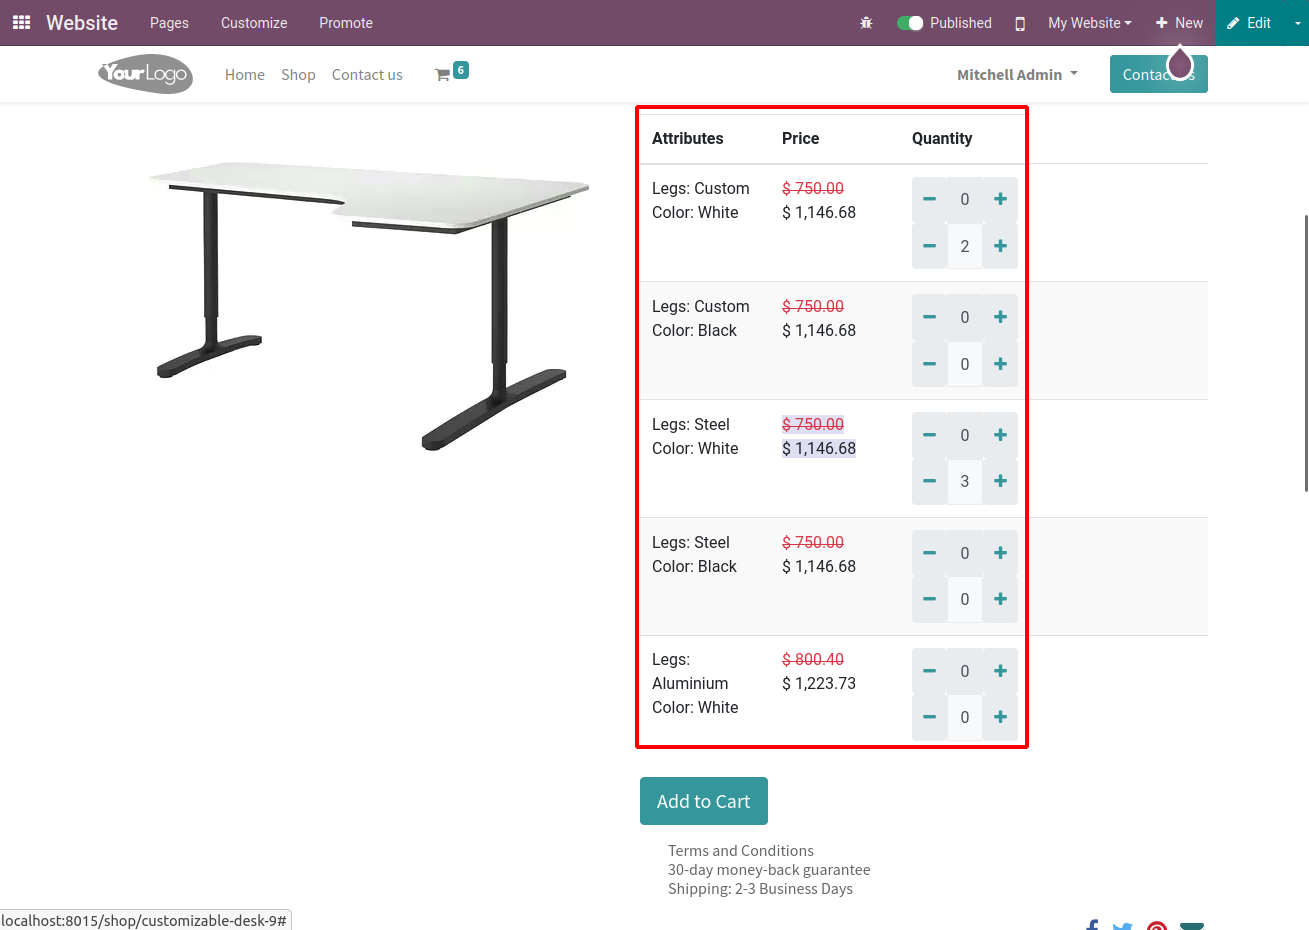 Website Pages Customize Promote Published My Website New Edit
YourLogo Home Shop Contact us 6 Mitchell Admin
Attributes Price Quantity
Legs: Custom $ 750.00 0
Color: White $ 1,146.68
2
Legs: Custom $ 750.00 0
Color: Black $ 1,146.68
0
Legs: Steel $ 750.00 0
Color: White $ 1,146.68
3
Legs: Steel $ 750.00 0
Color: Black $ 1,146.68
0
Legs: $ 800.40 0
Aluminium $ 1,223.73
Color: White 0
Add to Cart
Terms and Conditions
30-day money-back guarantee
Shipping: 2-3 Business Days
localhost:8015/shop/customizable-desk-9#